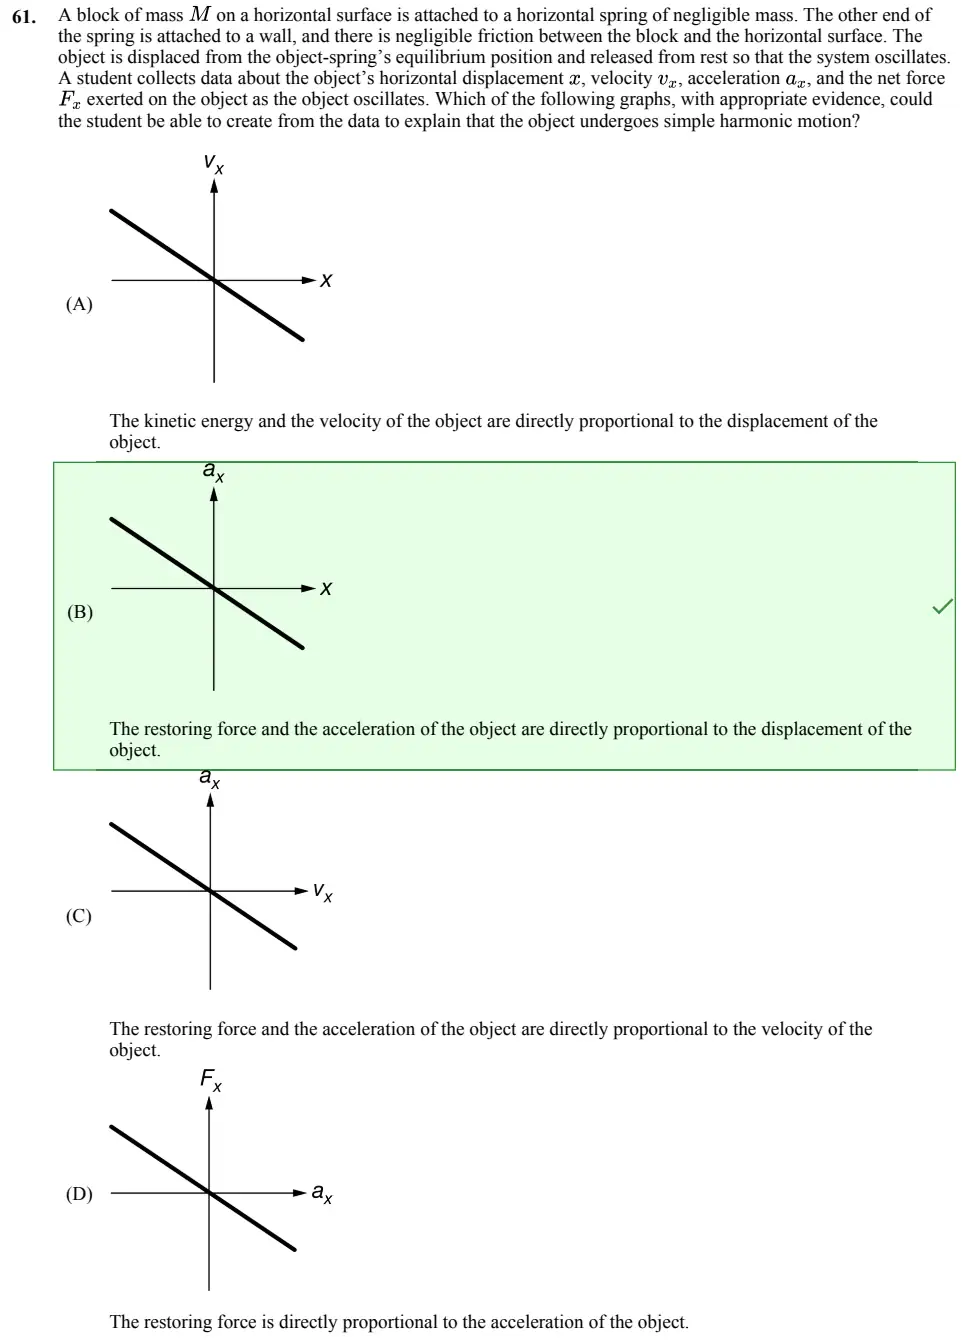 61. A block of mass M on a horizontal surface is attached to a horizontal spring of negligible mass. The other end of
the spring is attached to a wall, and there is negligible friction between the block and the horizontal surface. The
object is displaced from the object-spring’s equilibrium position and released from rest so that the system oscillates.
A student collects data about the object’s horizontal displacement x, velocity vₓ, acceleration aₓ, and the net force
Fₓ exerted on the object as the object oscillates. Which of the following graphs, with appropriate evidence, could
the student be able to create from the data to explain that the object undergoes simple harmonic motion?
vₓ
x
(A)
The kinetic energy and the velocity of the object are directly proportional to the displacement of the
object.
aₓ
x
(B)
The restoring force and the acceleration of the object are directly proportional to the displacement of the
object.
aₓ
vₓ
(C)
The restoring force and the acceleration of the object are directly proportional to the velocity of the
object.
Fₓ
aₓ
(D)
The restoring force is directly proportional to the acceleration of the object.